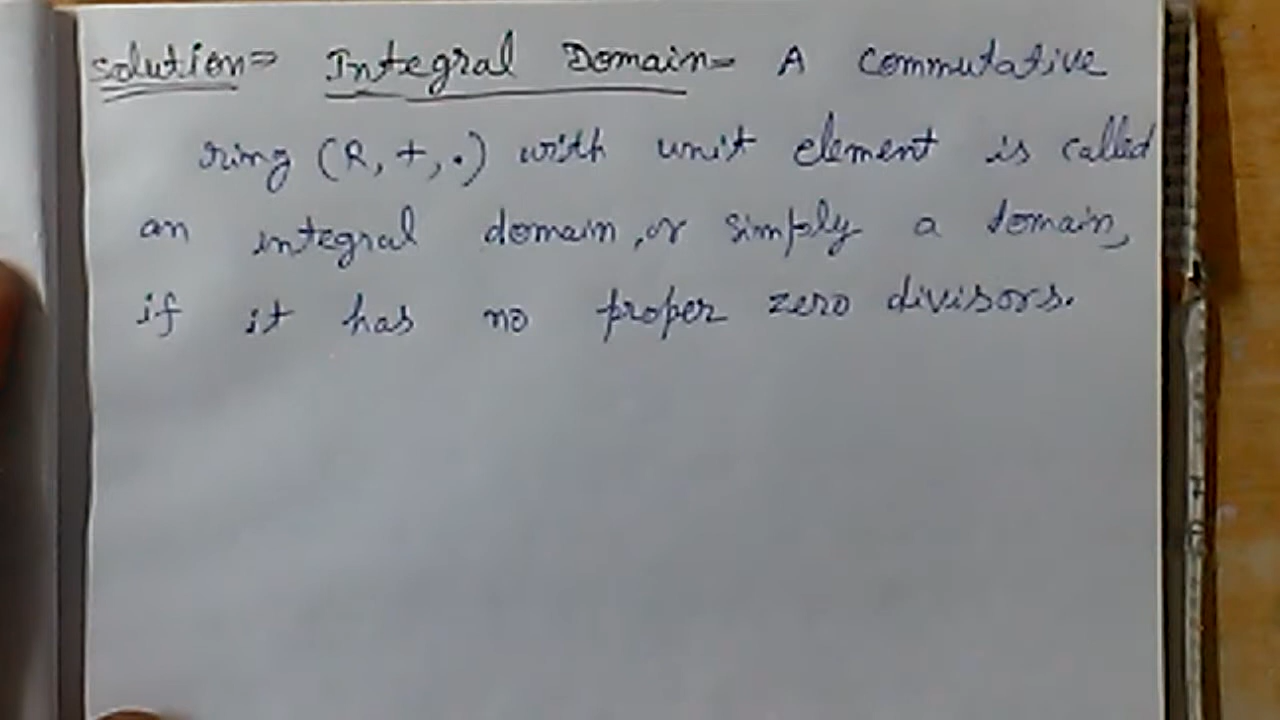 Solution⇒ Integral Domain= A commutative
ring (R, +, .) with unit element is called
an integral domain, or simply a domain,
if it has no proper zero divisors.